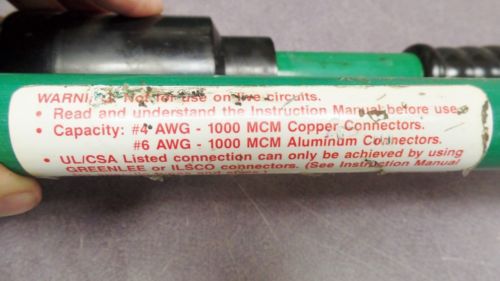 WARNING: Not for use on live circuits.
• Read and understand the Instruction Manual before use.
• Capacity: #4 AWG - 1000 MCM Copper Connectors.
#6 AWG - 1000 MCM Aluminum Connectors.
• UL/CSA Listed connection can only be achieved by using
GREENLEE or ILSCO connectors. (See Instruction Manual